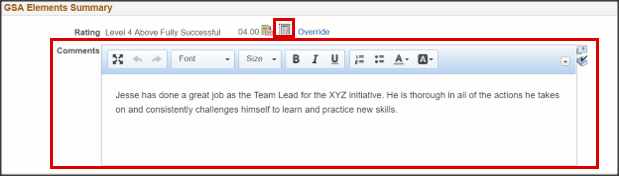 GSA Elements Summary
Rating Level 4 Above Fully Successful 04.00 Override
Comments
Font Size B I U A A
Jesse has done a great job as the Team Lead for the XYZ initiative. He is thorough in all of the actions he takes
on and consistently challenges himself to learn and practice new skills.